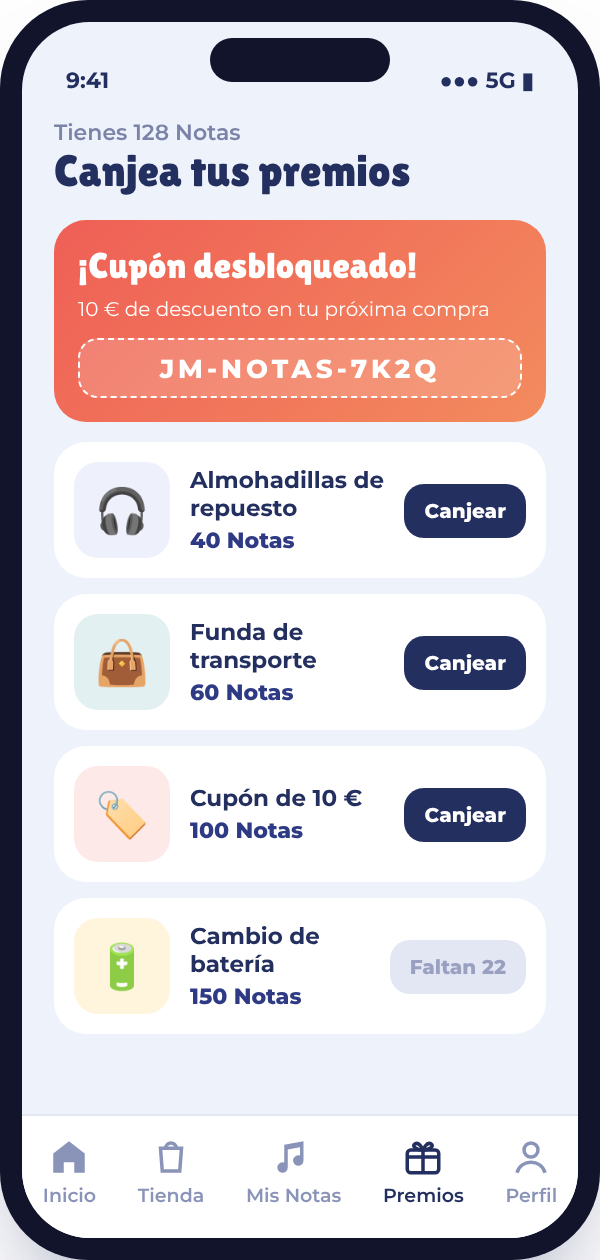 9:41
5G
Tienes 128 Notas
Canjea tus premios
¡Cupón desbloqueado!
10 € de descuento en tu próxima compra
JM-NOTAS-7K2Q
Almohadillas de
repuesto
40 Notas
Canjear
Funda de
transporte
60 Notas
Canjear
Cupón de 10 €
100 Notas
Canjear
Cambio de
batería
150 Notas
Faltan 22
Inicio
Tienda
Mis Notas
Premios
Perfil